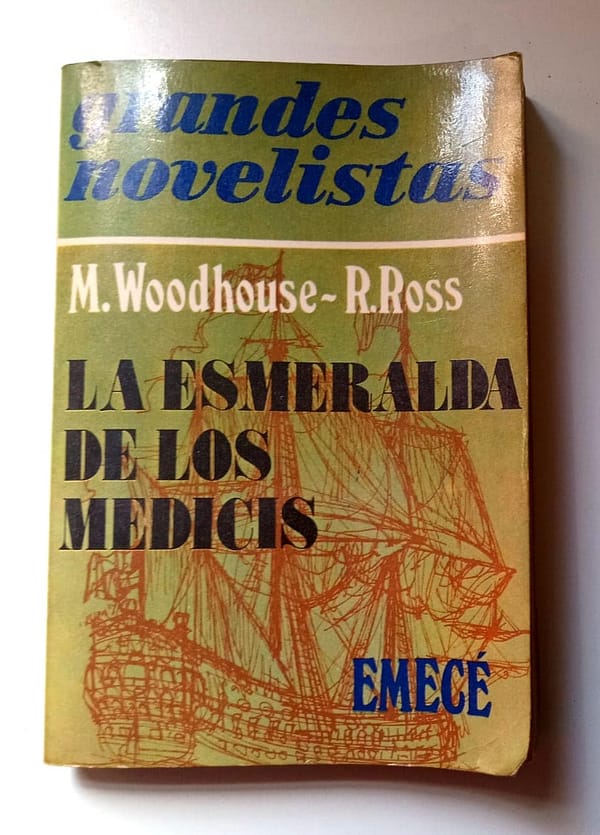 grandes
novelistas
M. Woodhouse ~ R. Ross
LA ESMERALDA
DE LOS
MEDICIS
EMECÉ